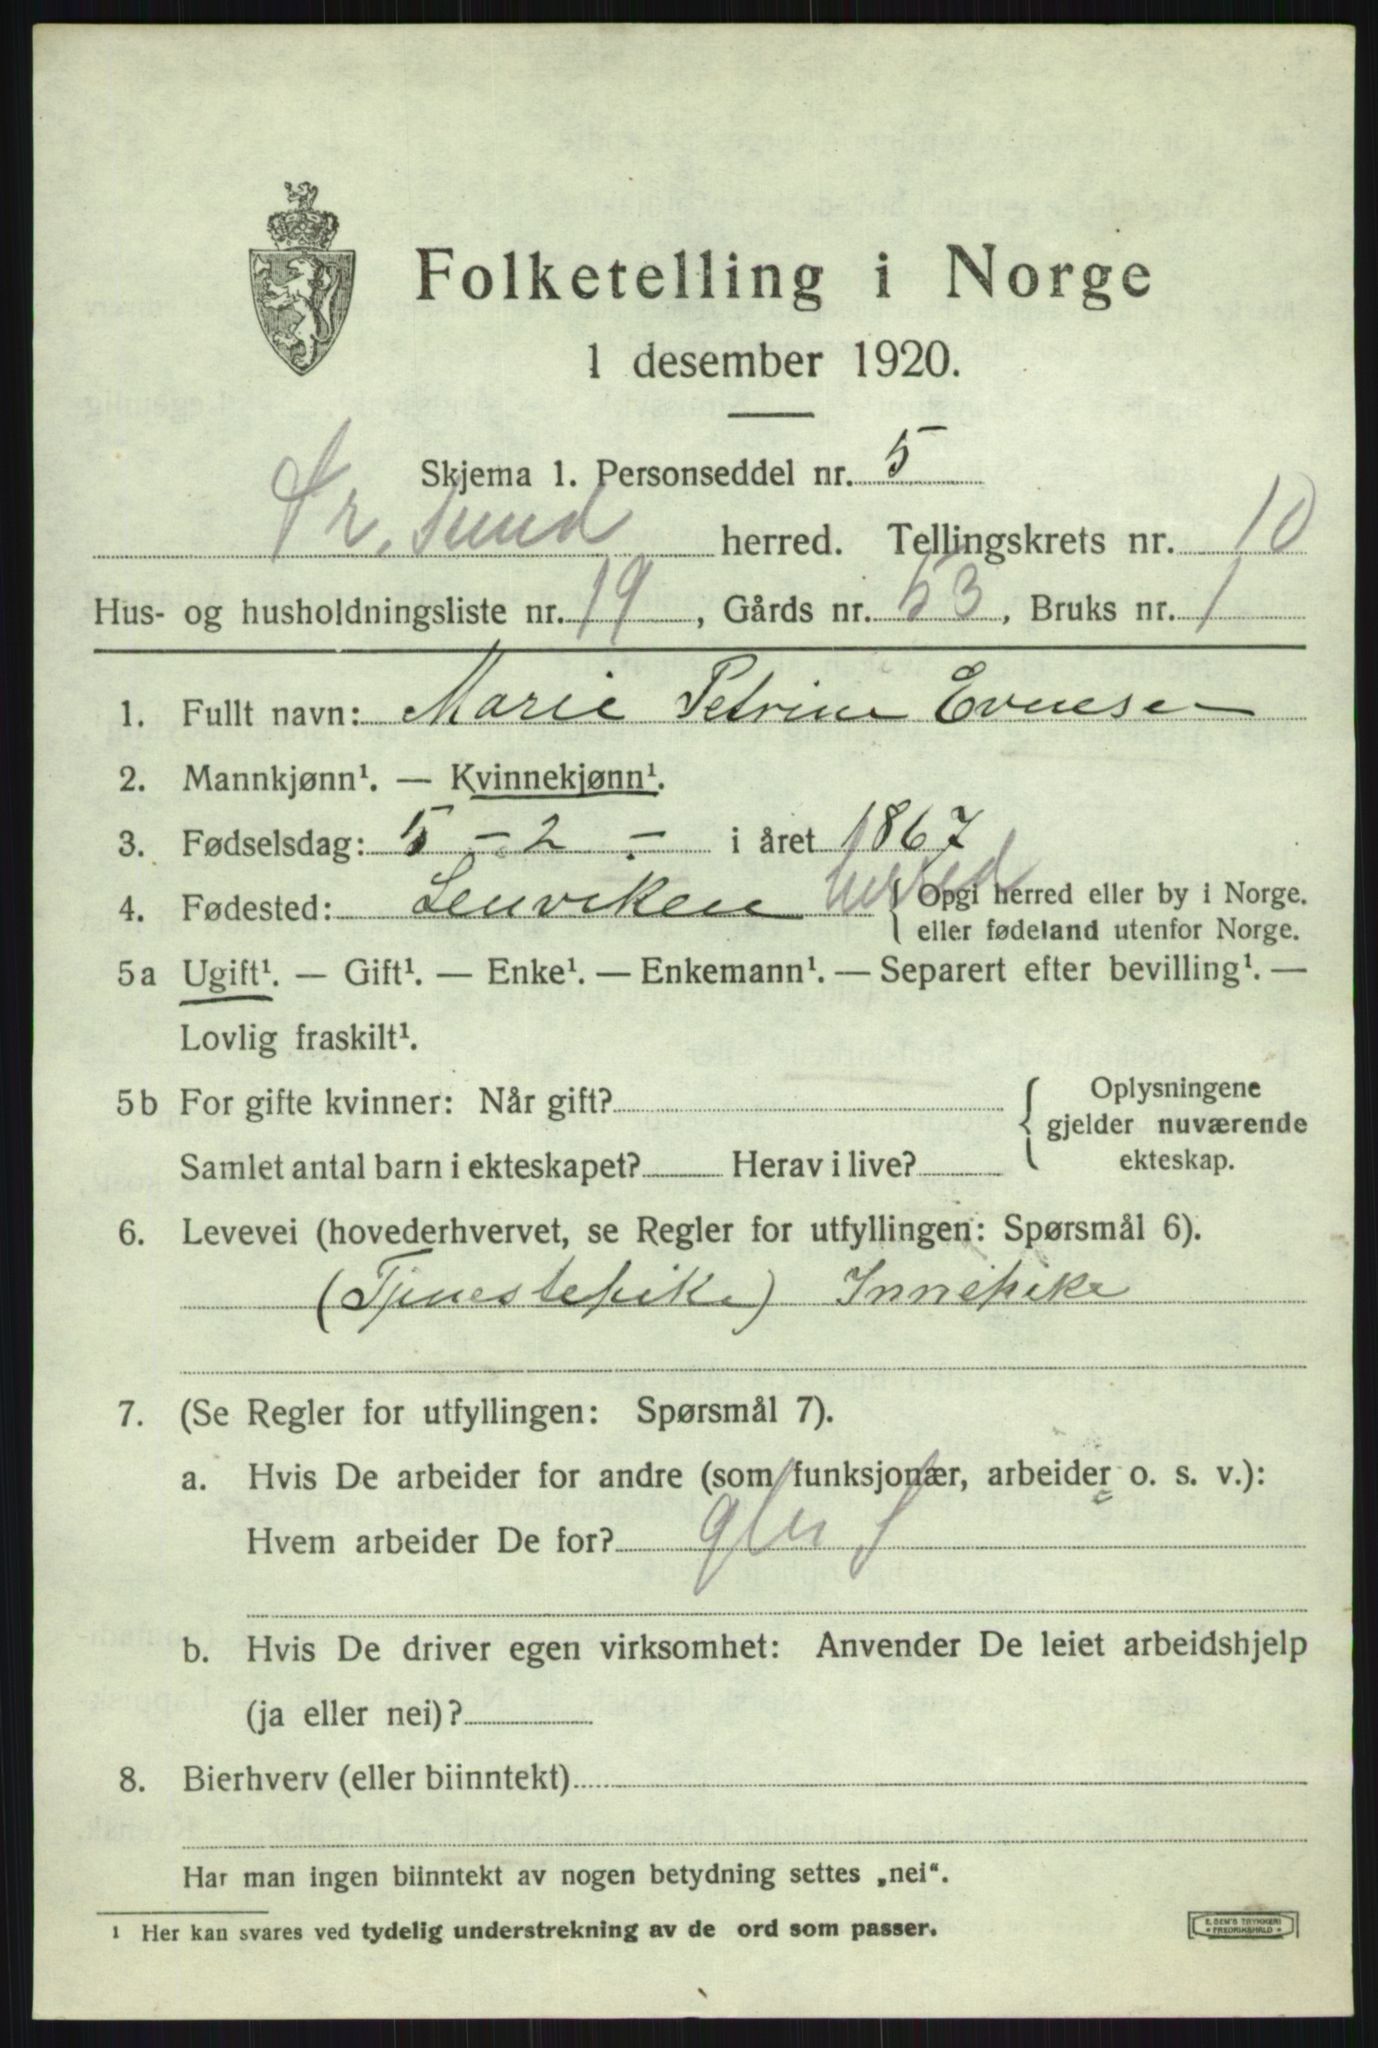 Folketelling i Norge
1 desember 1920.
Skjema 1. Personseddel nr. 5
Tr. sund herred. Tellingskrets nr. 10
Hus- og husholdningsliste nr. 19, Gårds nr. 53, Bruks nr. 1
1. Fullt navn: Marie Petrine Evensen
2. Mannkjønn¹. — Kvinnekjønn¹.
3. Fødselsdag: 5 - 2 - i året 1867
4. Fødested: Lenviken herred { Opgi herred eller by i Norge.
eller fødeland utenfor Norge.
5a Ugift¹. — Gift¹. — Enke¹. — Enkemann¹. — Separert efter bevilling¹. —
Lovlig fraskilt¹.
5b For gifte kvinner: Når gift? { Oplysningene
gjelder nuværende
Samlet antal barn i ekteskapet? Herav i live? ekteskap.
6. Levevei (hovederhvervet, se Regler for utfyllingen: Spørsmål 6).
(Tjenestepike) Innepike
7. (Se Regler for utfyllingen: Spørsmål 7).
a. Hvis De arbeider for andre (som funksjonær, arbeider o. s. v.):
Hvem arbeider De for?
b. Hvis De driver egen virksomhet: Anvender De leiet arbeidshjelp
(ja eller nei)?
8. Bierhverv (eller biinntekt)
Har man ingen biinntekt av nogen betydning settes „nei“.
¹ Her kan svares ved tydelig understrekning av de ord som passer.
E. SEM'S TRYKKERI
FREDRIKSHALD